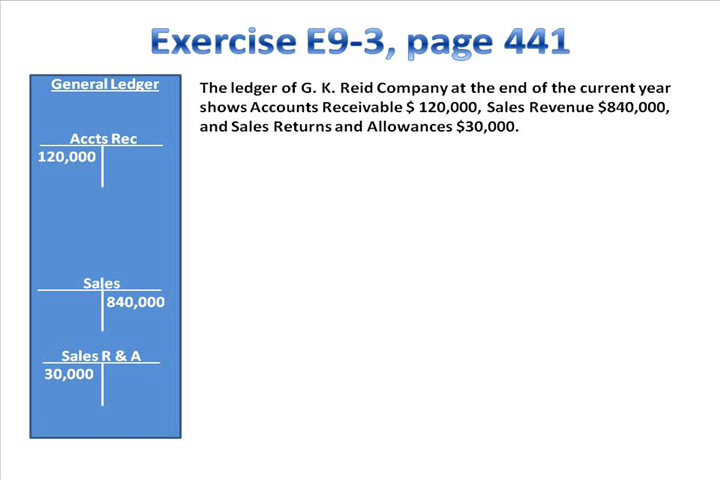 Exercise E9-3, page 441
General Ledger
Accts Rec
120,000
Sales
840,000
Sales R & A
30,000
The ledger of G. K. Reid Company at the end of the current year
shows Accounts Receivable $ 120,000, Sales Revenue $840,000,
and Sales Returns and Allowances $30,000.